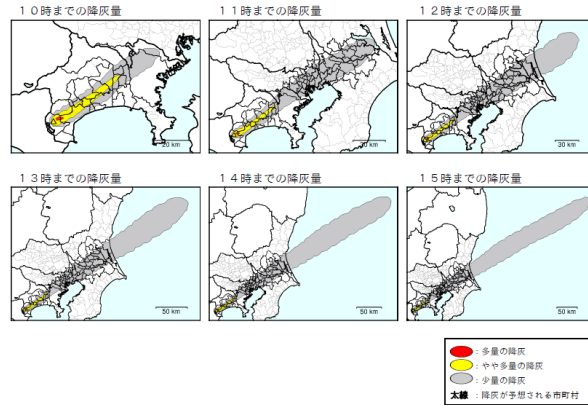 １０時までの降灰量
１１時までの降灰量
１２時までの降灰量
20 km
30 km
30 km
１３時までの降灰量
１４時までの降灰量
１５時までの降灰量
50 km
50 km
50 km
：多量の降灰
：やや多量の降灰
：少量の降灰
太線：降灰が予想される市町村